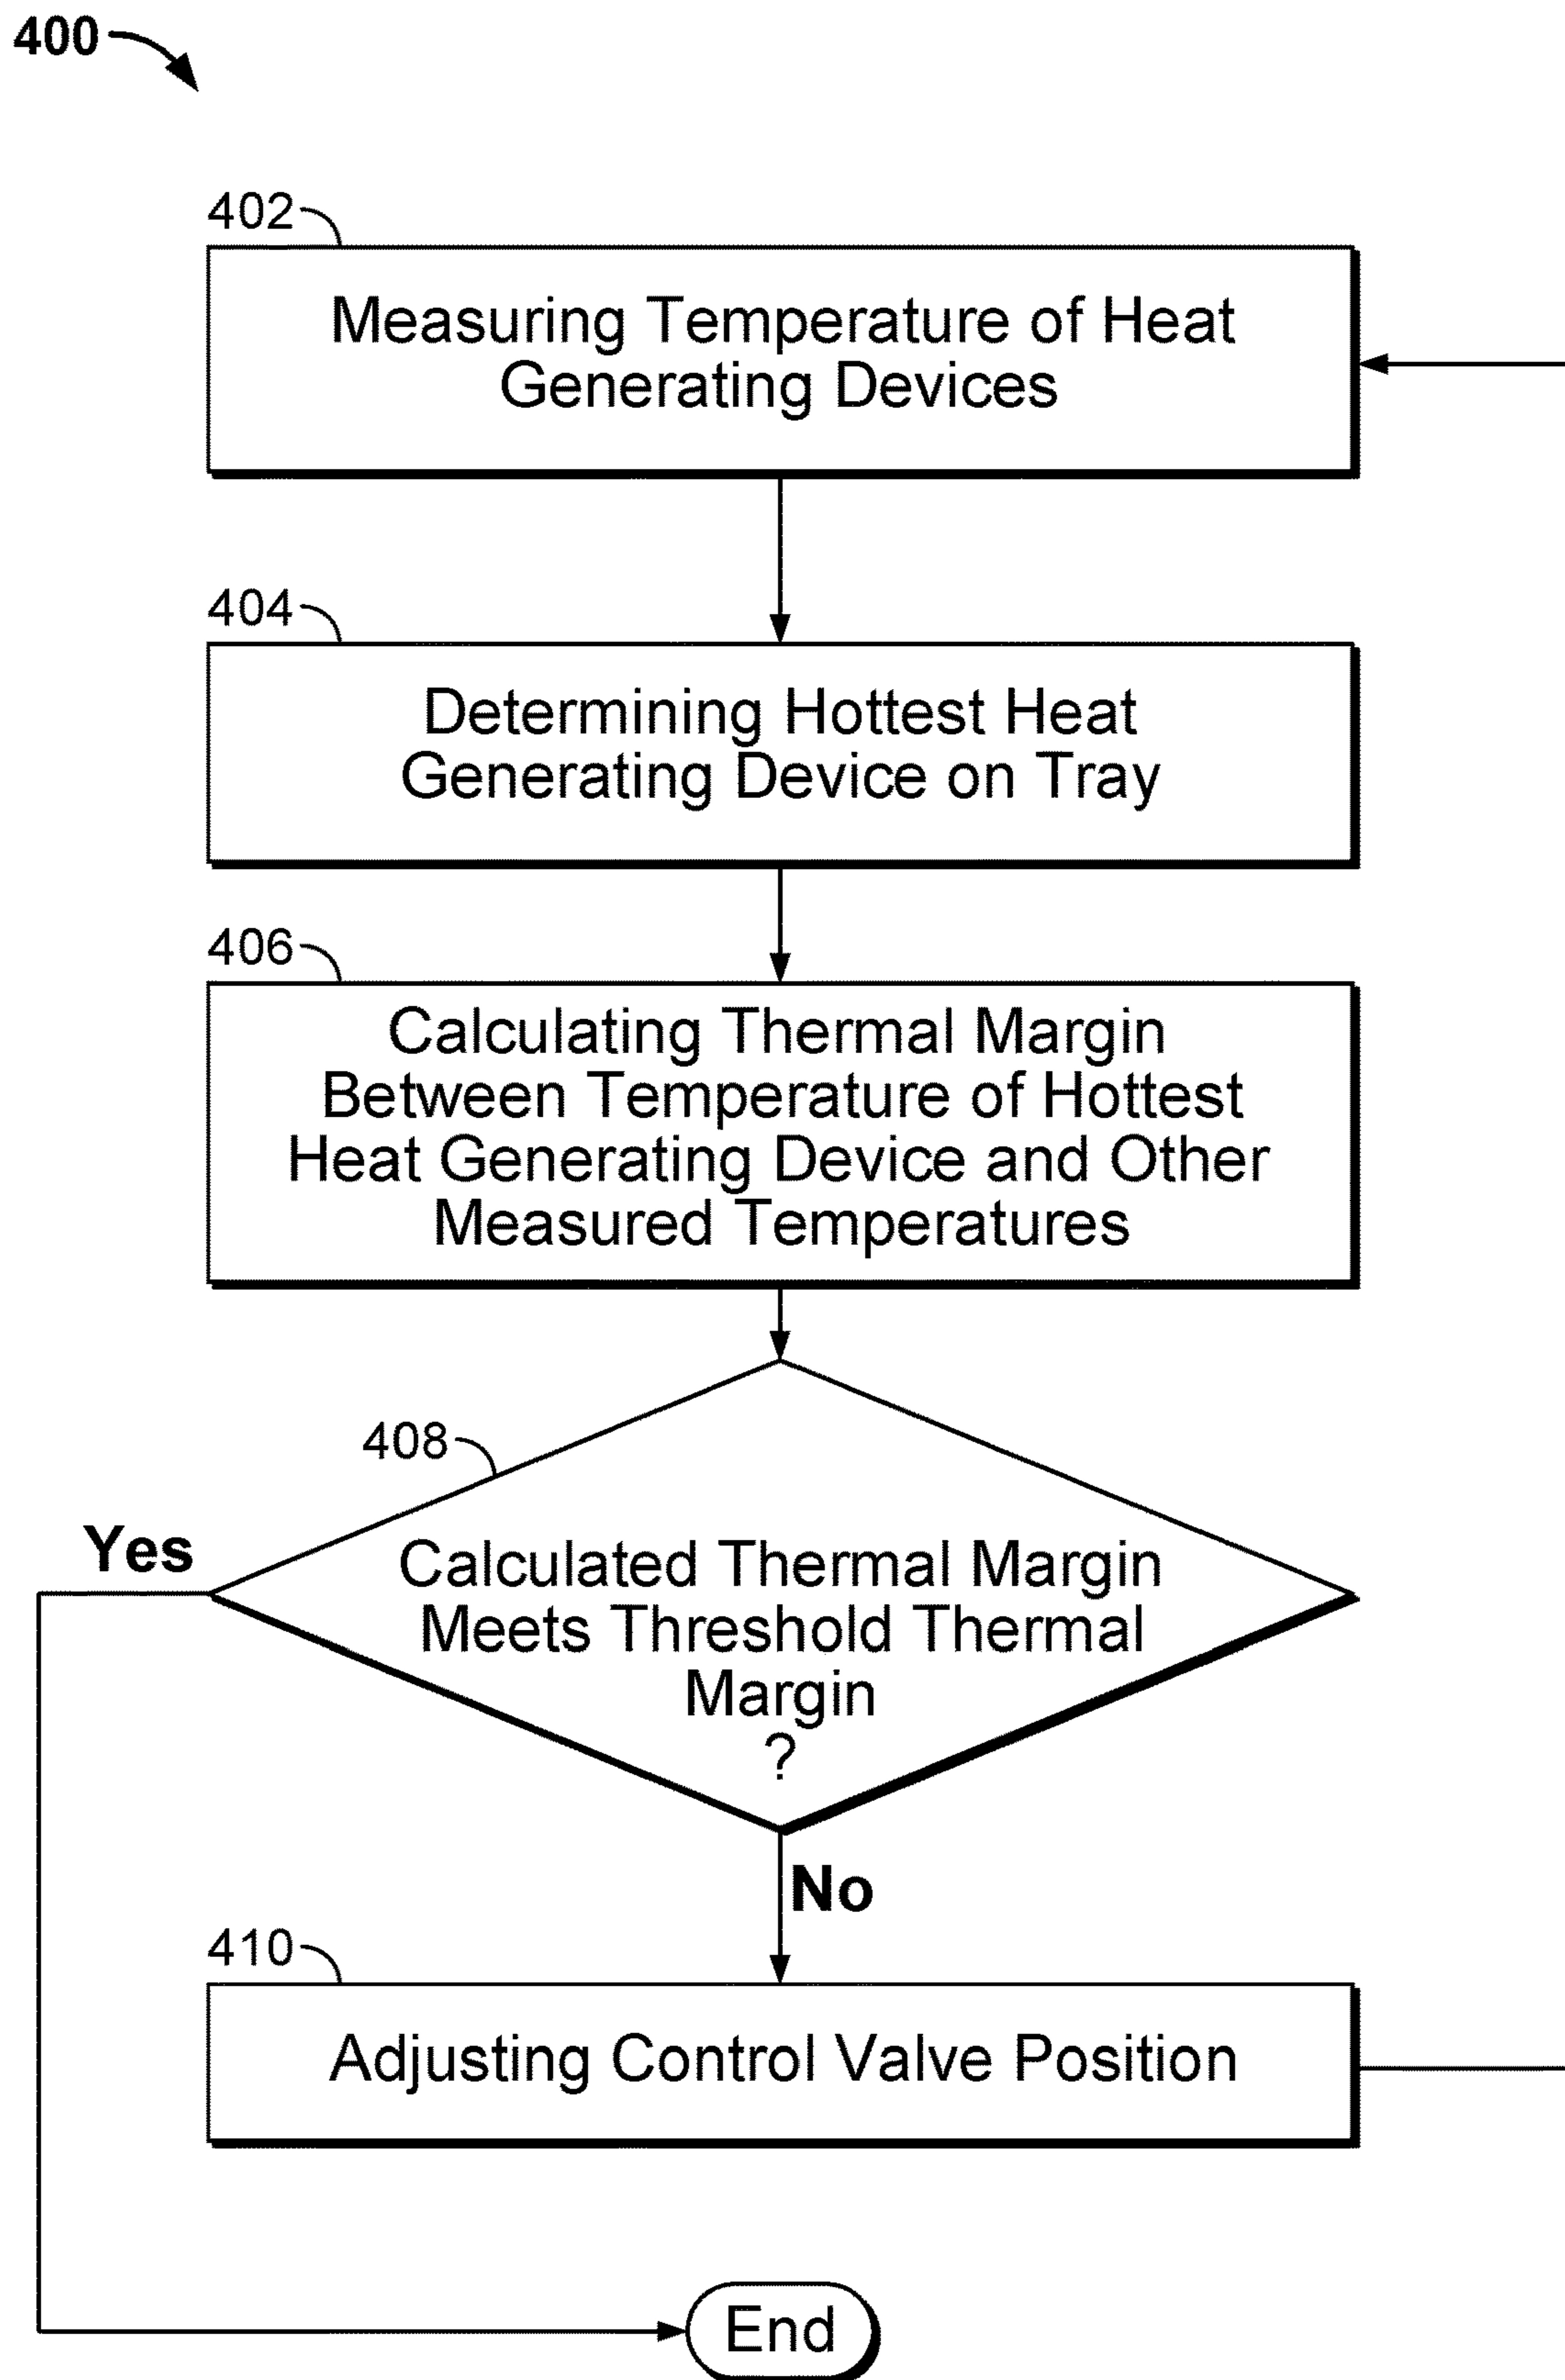 400
402
Measuring Temperature of Heat
Generating Devices
404
Determining Hottest Heat
Generating Device on Tray
406
Calculating Thermal Margin
Between Temperature of Hottest
Heat Generating Device and Other
Measured Temperatures
408
Yes
Calculated Thermal Margin
Meets Threshold Thermal
Margin
?
No
410
Adjusting Control Valve Position
End